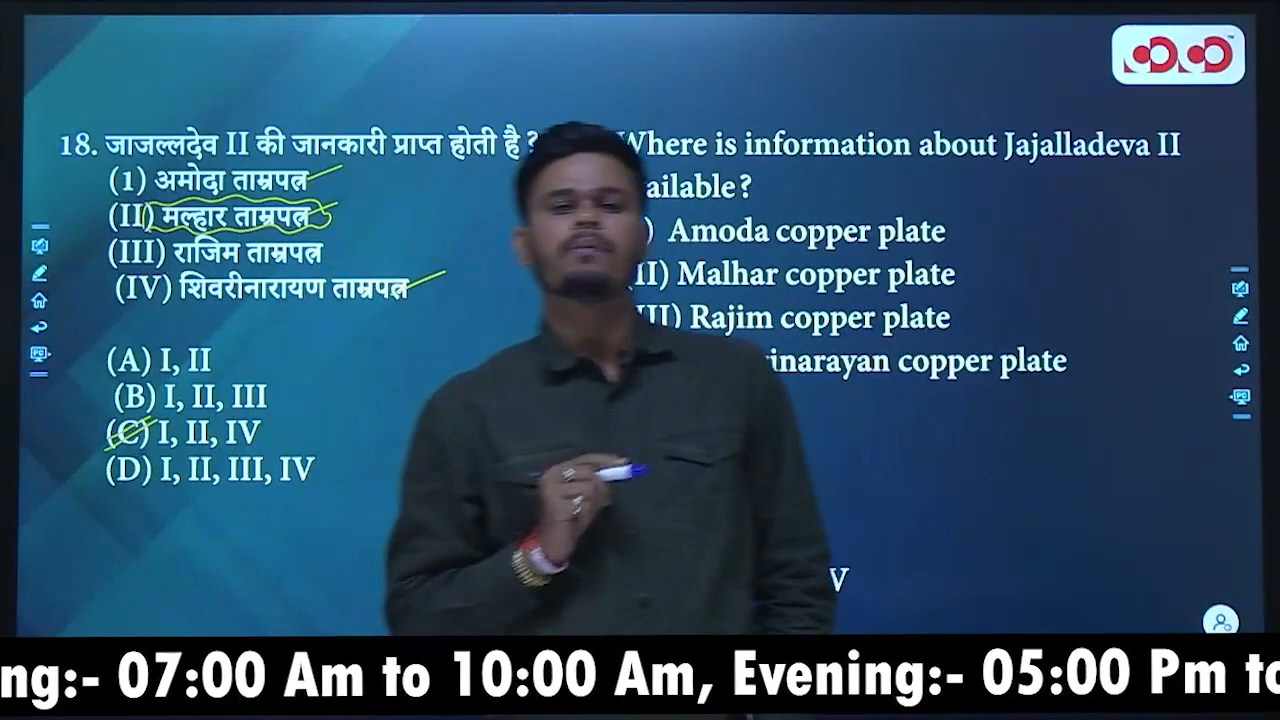 18. जाजल्लदेव II की जानकारी प्राप्त होती है ?
(1) अमोदा ताम्रपत्र
(II) मल्हार ताम्रपत्र
(III) राजिम ताम्रपत्र
(IV) शिवरीनारायण ताम्रपत्र
(A) I, II
(B) I, II, III
(C) I, II, IV
(D) I, II, III, IV
Where is information about Jajalladeva II
ailable?
) Amoda copper plate
II) Malhar copper plate
III) Rajim copper plate
inarayan copper plate
V
PC
PC
ng:- 07:00 Am to 10:00 Am, Evening:- 05:00 Pm to